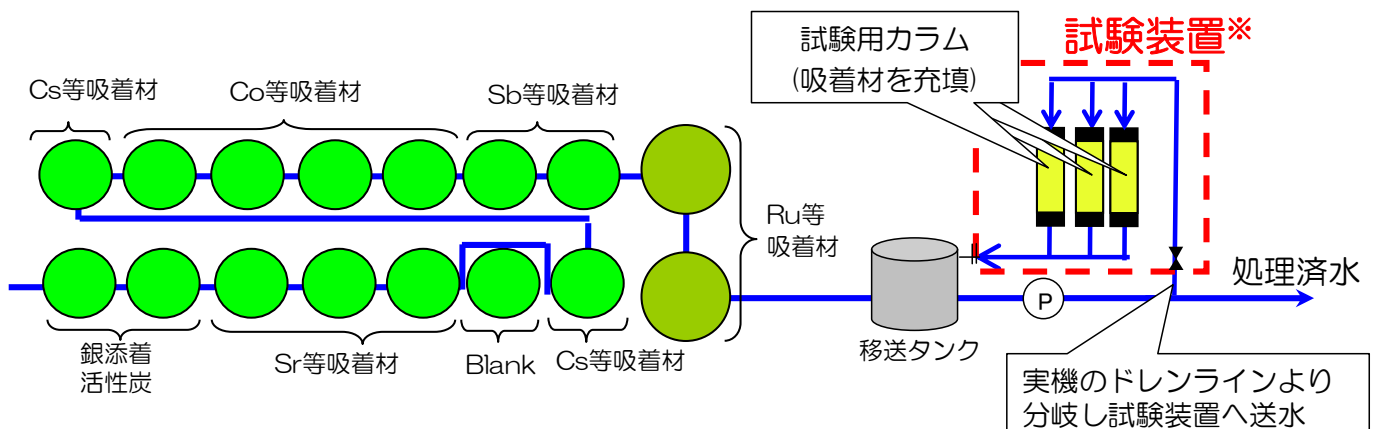 試験装置※
試験用カラム
(吸着材を充填)
Cs等吸着材
Co等吸着材
Sb等吸着材
Ru等
吸着材
処理済水
P
移送タンク
銀添着
活性炭
Sr等吸着材
Blank
Cs等吸着材
実機のドレンラインより
分岐し試験装置へ送水